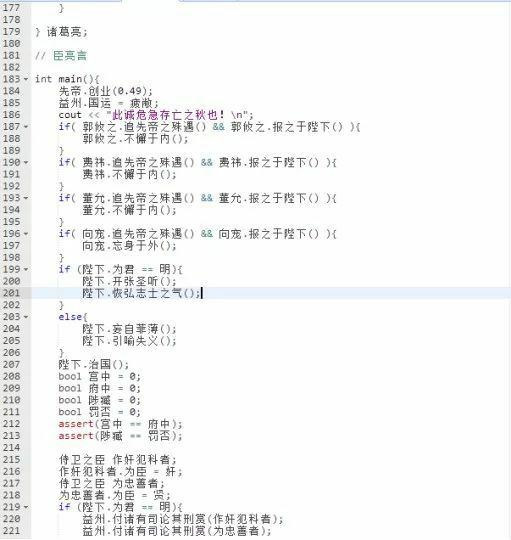 177 }
178
179 } 诸葛亮;
180
181 // 臣亮言
182
183 int main(){
184 先帝.创业(0.49);
185 益州.国运 = 疲敝;
186 cout << "此诚危急存亡之秋也！\n";
187 if( 郭攸之.追先帝之殊遇() && 郭攸之.报之于陛下() ){
188 郭攸之.不懈于内();
189 }
190 if( 费祎.追先帝之殊遇() && 费祎.报之于陛下() ){
191 费祎.不懈于内();
192 }
193 if( 董允.追先帝之殊遇() && 董允.报之于陛下() ){
194 董允.不懈于内();
195 }
196 if( 向宠.追先帝之殊遇() && 向宠.报之于陛下() ){
197 向宠.忘身于外();
198 }
199 if (陛下.为君 == 明){
200 陛下.开张圣听();
201 陛下.恢弘志士之气();
202 }
203 else{
204 陛下.妄自菲薄();
205 陛下.引喻失义();
206 }
207 陛下.治国();
208 bool 宫中 = 0;
209 bool 府中 = 0;
210 bool 陟臧 = 0;
211 bool 罚否 = 0;
212 assert(宫中 == 府中);
213 assert(陟臧 == 罚否);
214
215 侍卫之臣 作奸犯科者;
216 作奸犯科者.为臣 = 奸;
217 侍卫之臣 为忠善者;
218 为忠善者.为臣 = 贤;
219 if (陛下.为君 == 明){
220 益州.付诸有司论其刑赏(作奸犯科者);
221 益州.付诸有司论其刑赏(为忠善者);